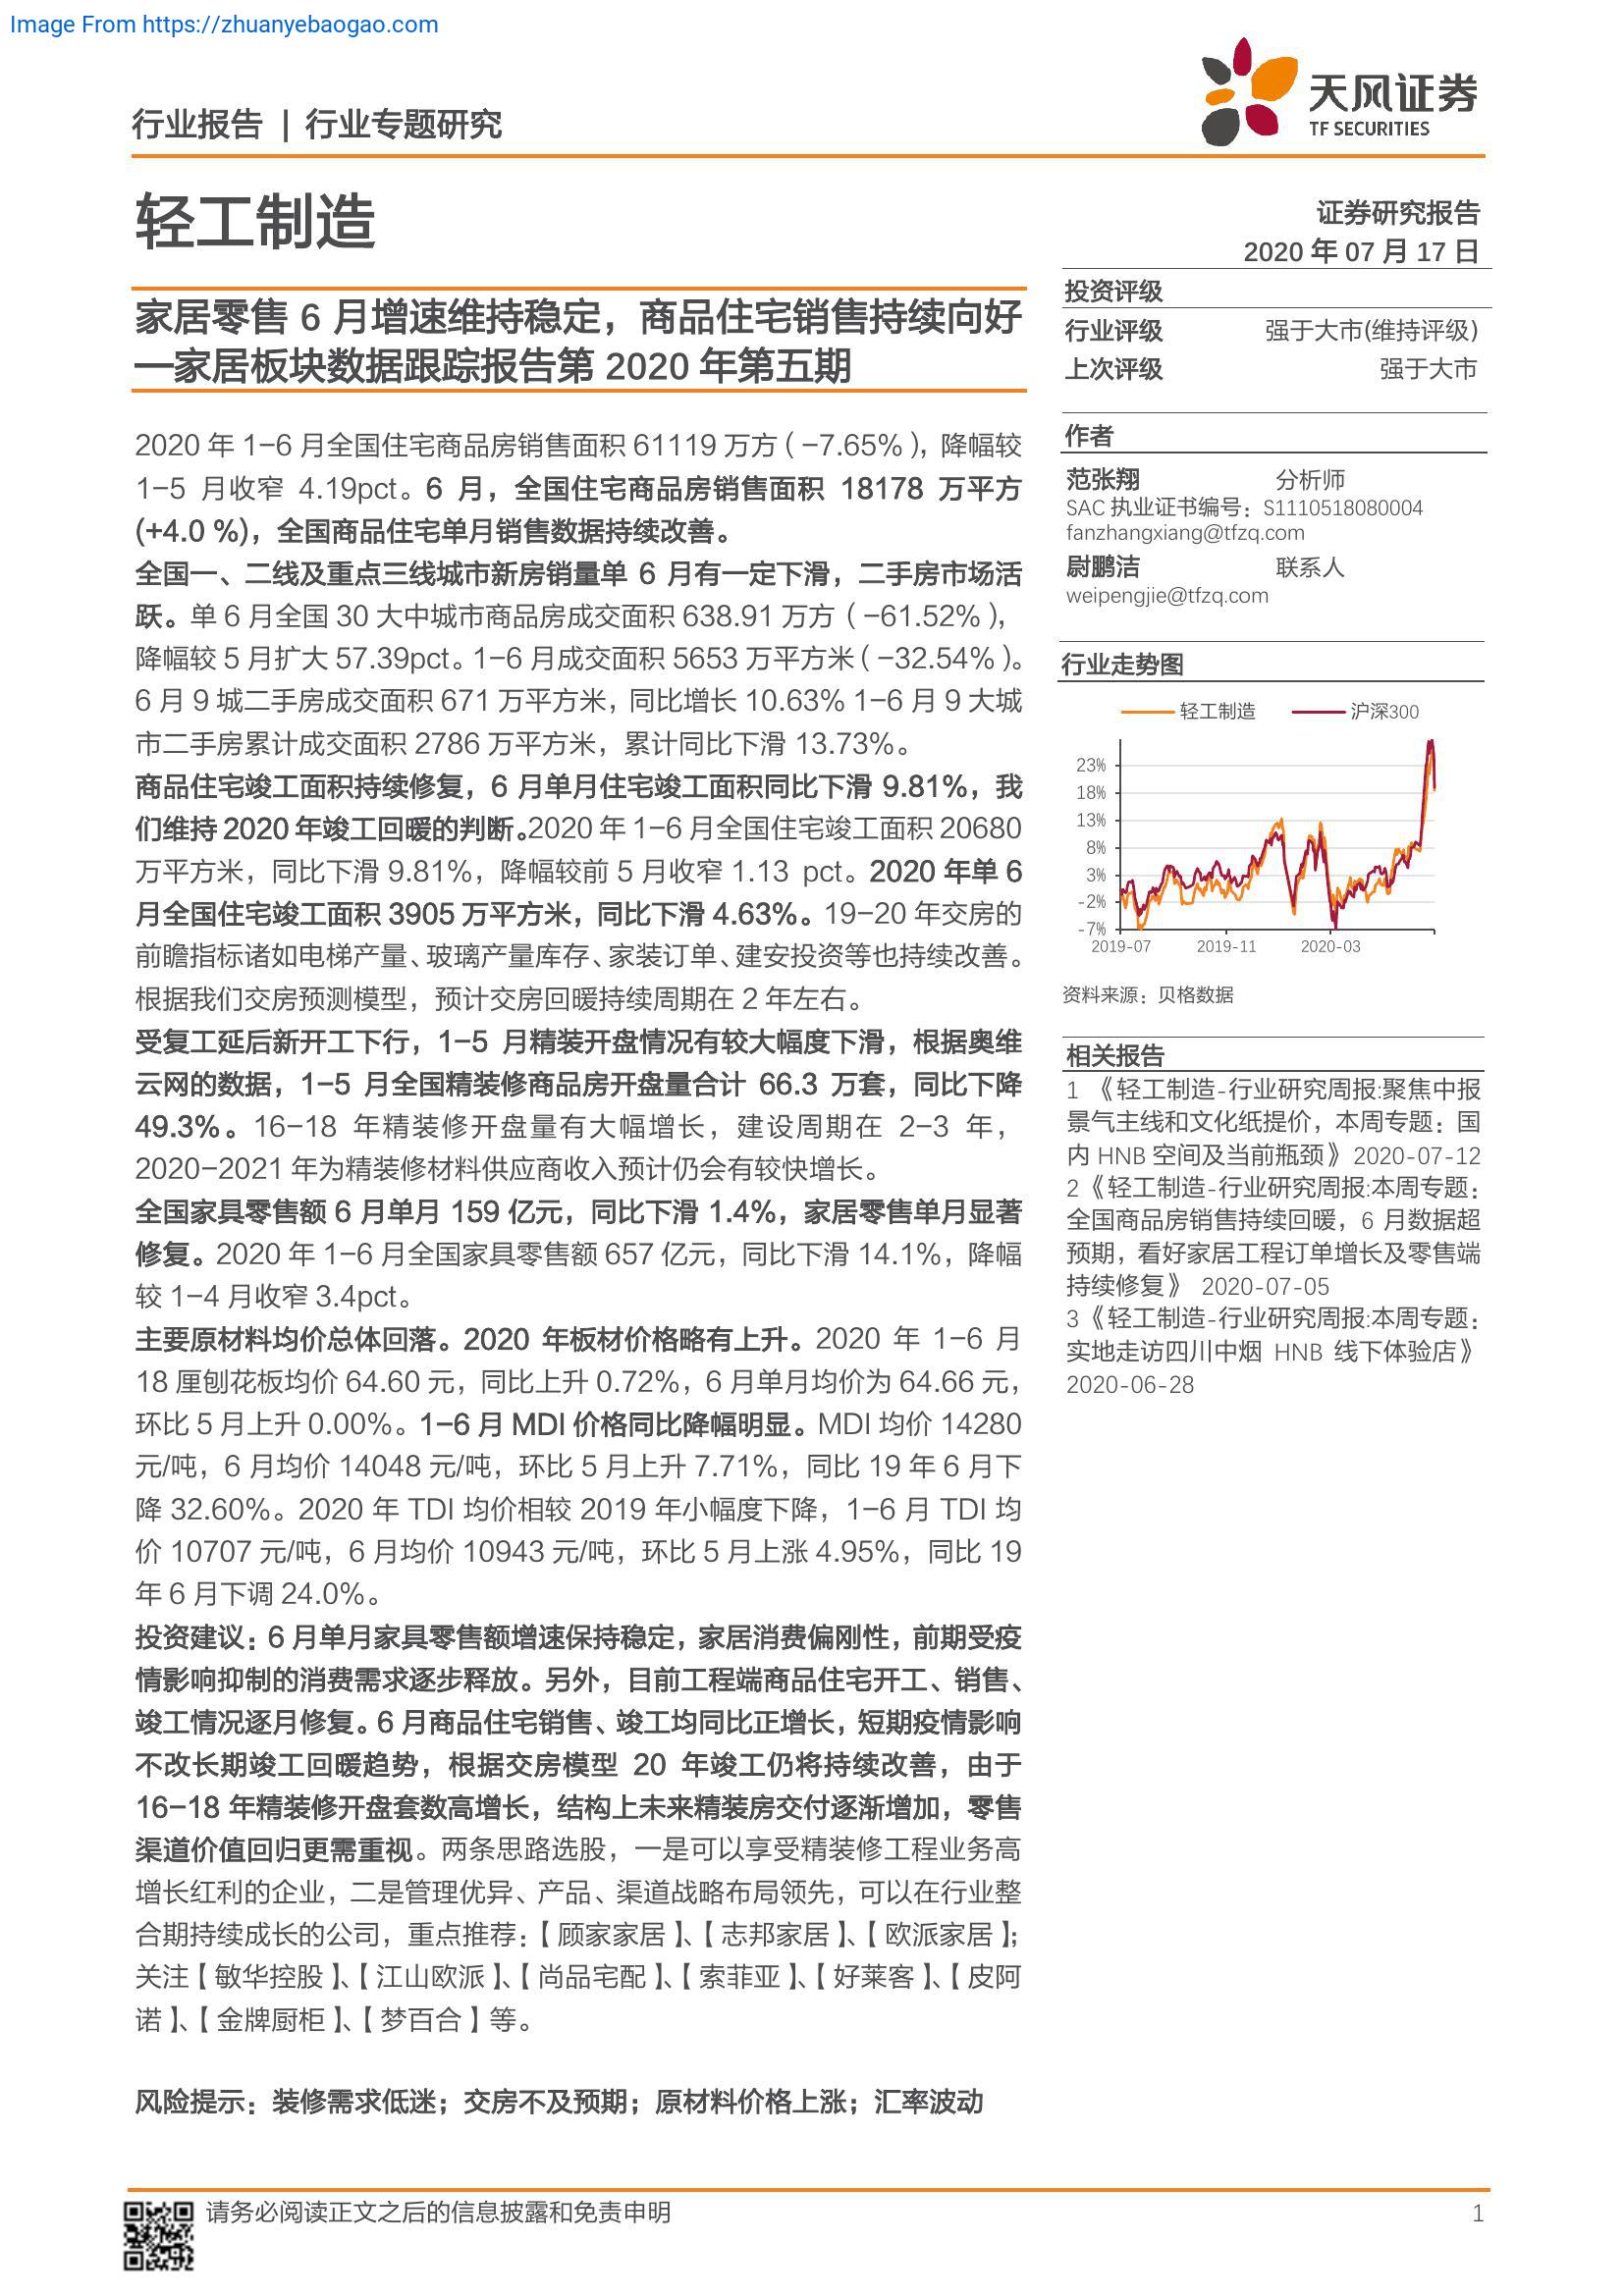 Image From https://zhuanyebaogao.com
行业报告 | 行业专题研究
天风证券
TF SECURITIES
轻工制造
证券研究报告
2020 年 07 月 17 日
家居零售 6 月增速维持稳定，商品住宅销售持续向好
—家居板块数据跟踪报告第 2020 年第五期
2020 年 1-6 月全国住宅商品房销售面积 61119 万方（-7.65%），降幅较
1-5 月收窄 4.19pct。6 月，全国住宅商品房销售面积 18178 万平方
(+4.0 %)，全国商品住宅单月销售数据持续改善。
全国一、二线及重点三线城市新房销量单 6 月有一定下滑，二手房市场活
跃。单 6 月全国 30 大中城市商品房成交面积 638.91 万方（-61.52%），
降幅较 5 月扩大 57.39pct。1-6 月成交面积 5653 万平方米（-32.54%）。
6 月 9 城二手房成交面积 671 万平方米，同比增长 10.63% 1-6 月 9 大城
市二手房累计成交面积 2786 万平方米，累计同比下滑 13.73%。
商品住宅竣工面积持续修复，6 月单月住宅竣工面积同比下滑 9.81%，我
们维持 2020 年竣工回暖的判断。2020 年 1-6 月全国住宅竣工面积 20680
万平方米，同比下滑 9.81%，降幅较前 5 月收窄 1.13 pct。2020 年单 6
月全国住宅竣工面积 3905 万平方米，同比下滑 4.63%。19-20 年交房的
前瞻指标诸如电梯产量、玻璃产量库存、家装订单、建安投资等也持续改善。
根据我们交房预测模型，预计交房回暖持续周期在 2 年左右。
受复工延后新开工下行，1-5 月精装开盘情况有较大幅度下滑，根据奥维
云网的数据，1-5 月全国精装修商品房开盘量合计 66.3 万套，同比下降
49.3%。16-18 年精装修开盘量有大幅增长，建设周期在 2-3 年，
2020-2021 年为精装修材料供应商收入预计仍会有较快增长。
全国家具零售额 6 月单月 159 亿元，同比下滑 1.4%，家居零售单月显著
修复。2020 年 1-6 月全国家具零售额 657 亿元，同比下滑 14.1%，降幅
较 1-4 月收窄 3.4pct。
主要原材料均价总体回落。2020 年板材价格略有上升。2020 年 1-6 月
18 厘刨花板均价 64.60 元，同比上升 0.72%，6 月单月均价为 64.66 元，
环比 5 月上升 0.00%。1-6 月 MDI 价格同比降幅明显。MDI 均价 14280
元/吨，6 月均价 14048 元/吨，环比 5 月上升 7.71%，同比 19 年 6 月下
降 32.60%。2020 年 TDI 均价相较 2019 年小幅度下降，1-6 月 TDI 均
价 10707 元/吨，6 月均价 10943 元/吨，环比 5 月上涨 4.95%，同比 19
年 6 月下调 24.0%。
投资建议：6 月单月家具零售额增速保持稳定，家居消费偏刚性，前期受疫
情影响抑制的消费需求逐步释放。另外，目前工程端商品住宅开工、销售、
竣工情况逐月修复。6 月商品住宅销售、竣工均同比正增长，短期疫情影响
不改长期竣工回暖趋势，根据交房模型 20 年竣工仍将持续改善，由于
16-18 年精装修开盘套数高增长，结构上未来精装房交付逐渐增加，零售
渠道价值回归更需重视。两条思路选股，一是可以享受精装修工程业务高
增长红利的企业，二是管理优异、产品、渠道战略布局领先，可以在行业整
合期持续成长的公司，重点推荐：【顾家家居】、【志邦家居】、【欧派家居】；
关注【敏华控股】、【江山欧派】、【尚品宅配】、【索菲亚】、【好莱客】、【皮阿
诺】、【金牌厨柜】、【梦百合】等。
风险提示：装修需求低迷；交房不及预期；原材料价格上涨；汇率波动
投资评级
行业评级 强于大市(维持评级)
上次评级 强于大市
作者
范张翔 分析师
SAC 执业证书编号：S1110518080004
fanzhangxiang@tfzq.com
尉鹏洁 联系人
weipengjie@tfzq.com
行业走势图
轻工制造 沪深300
23%
18%
13%
8%
3%
-2%
-7%
2019-07 2019-11 2020-03
资料来源：贝格数据
相关报告
1 《轻工制造-行业研究周报:聚焦中报
景气主线和文化纸提价，本周专题：国
内 HNB 空间及当前瓶颈》 2020-07-12
2 《轻工制造-行业研究周报:本周专题：
全国商品房销售持续回暖，6 月数据超
预期，看好家居工程订单增长及零售端
持续修复》 2020-07-05
3 《轻工制造-行业研究周报:本周专题：
实地走访四川中烟 HNB 线下体验店》
2020-06-28
请务必阅读正文之后的信息披露和免责申明
1